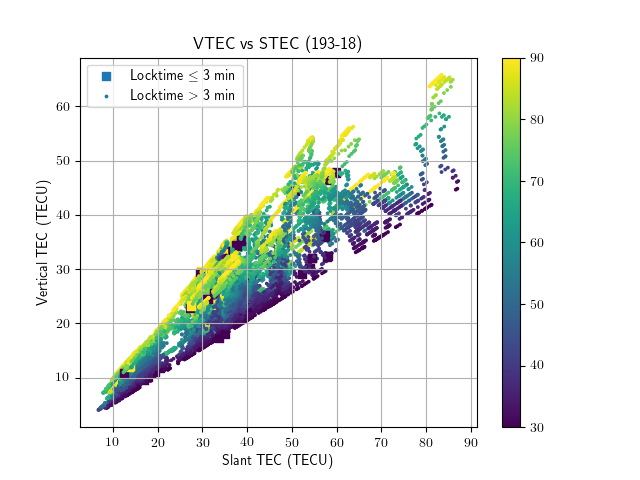 VTEC vs STEC (193-18)
Locktime ≤ 3 min
Locktime > 3 min
60
50
40
30
20
10
Vertical TEC (TECU)
10 20 30 40 50 60 70 80 90
Slant TEC (TECU)
90
80
70
60
50
40
30